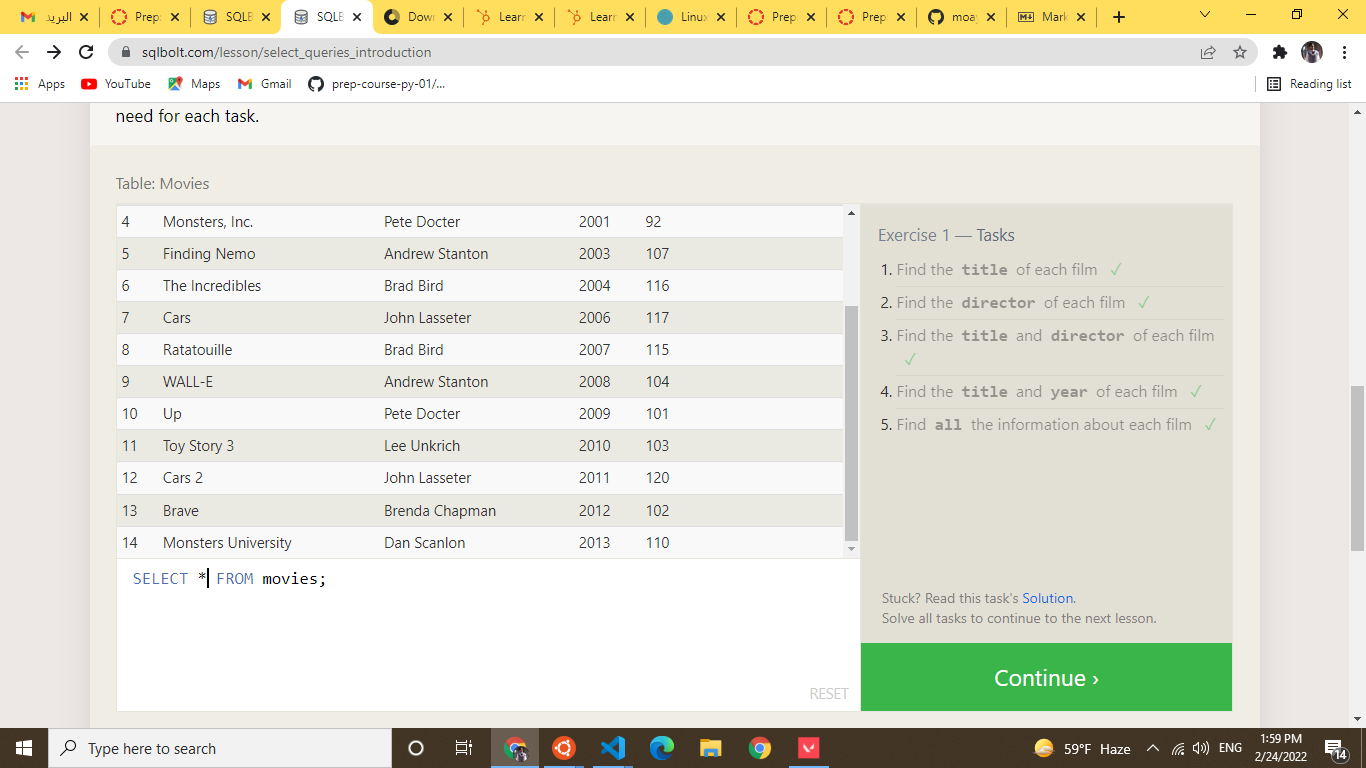 البريد
Prep
SQLB
SQLB
Dow
Learn
Learn
Linux
Prep
Prep
moay
Mark
sqlbolt.com/lesson/select_queries_introduction
Apps YouTube Maps Gmail prep-course-py-01/... Reading list
need for each task.
Table: Movies
4 Monsters, Inc. Pete Docter 2001 92
5 Finding Nemo Andrew Stanton 2003 107
6 The Incredibles Brad Bird 2004 116
7 Cars John Lasseter 2006 117
8 Ratatouille Brad Bird 2007 115
9 WALL-E Andrew Stanton 2008 104
10 Up Pete Docter 2009 101
11 Toy Story 3 Lee Unkrich 2010 103
12 Cars 2 John Lasseter 2011 120
13 Brave Brenda Chapman 2012 102
14 Monsters University Dan Scanlon 2013 110
SELECT * FROM movies;
RESET
Exercise 1 — Tasks
1. Find the title of each film ✓
2. Find the director of each film ✓
3. Find the title and director of each film
✓
4. Find the title and year of each film ✓
5. Find all the information about each film ✓
Stuck? Read this task's Solution.
Solve all tasks to continue to the next lesson.
Continue ›
Type here to search
59°F Haze
ENG
1:59 PM
2/24/2022
14